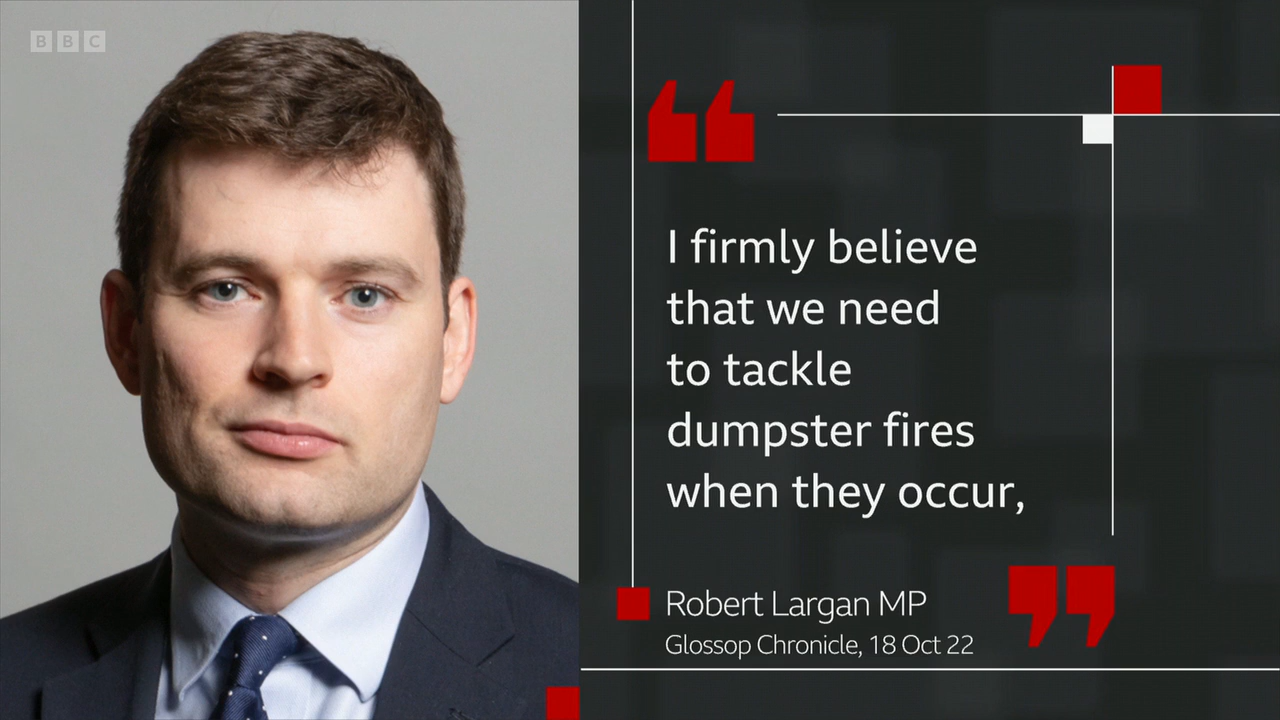 BBC
I firmly believe
that we need
to tackle
dumpster fires
when they occur,
Robert Largan MP
Glossop Chronicle, 18 Oct 22